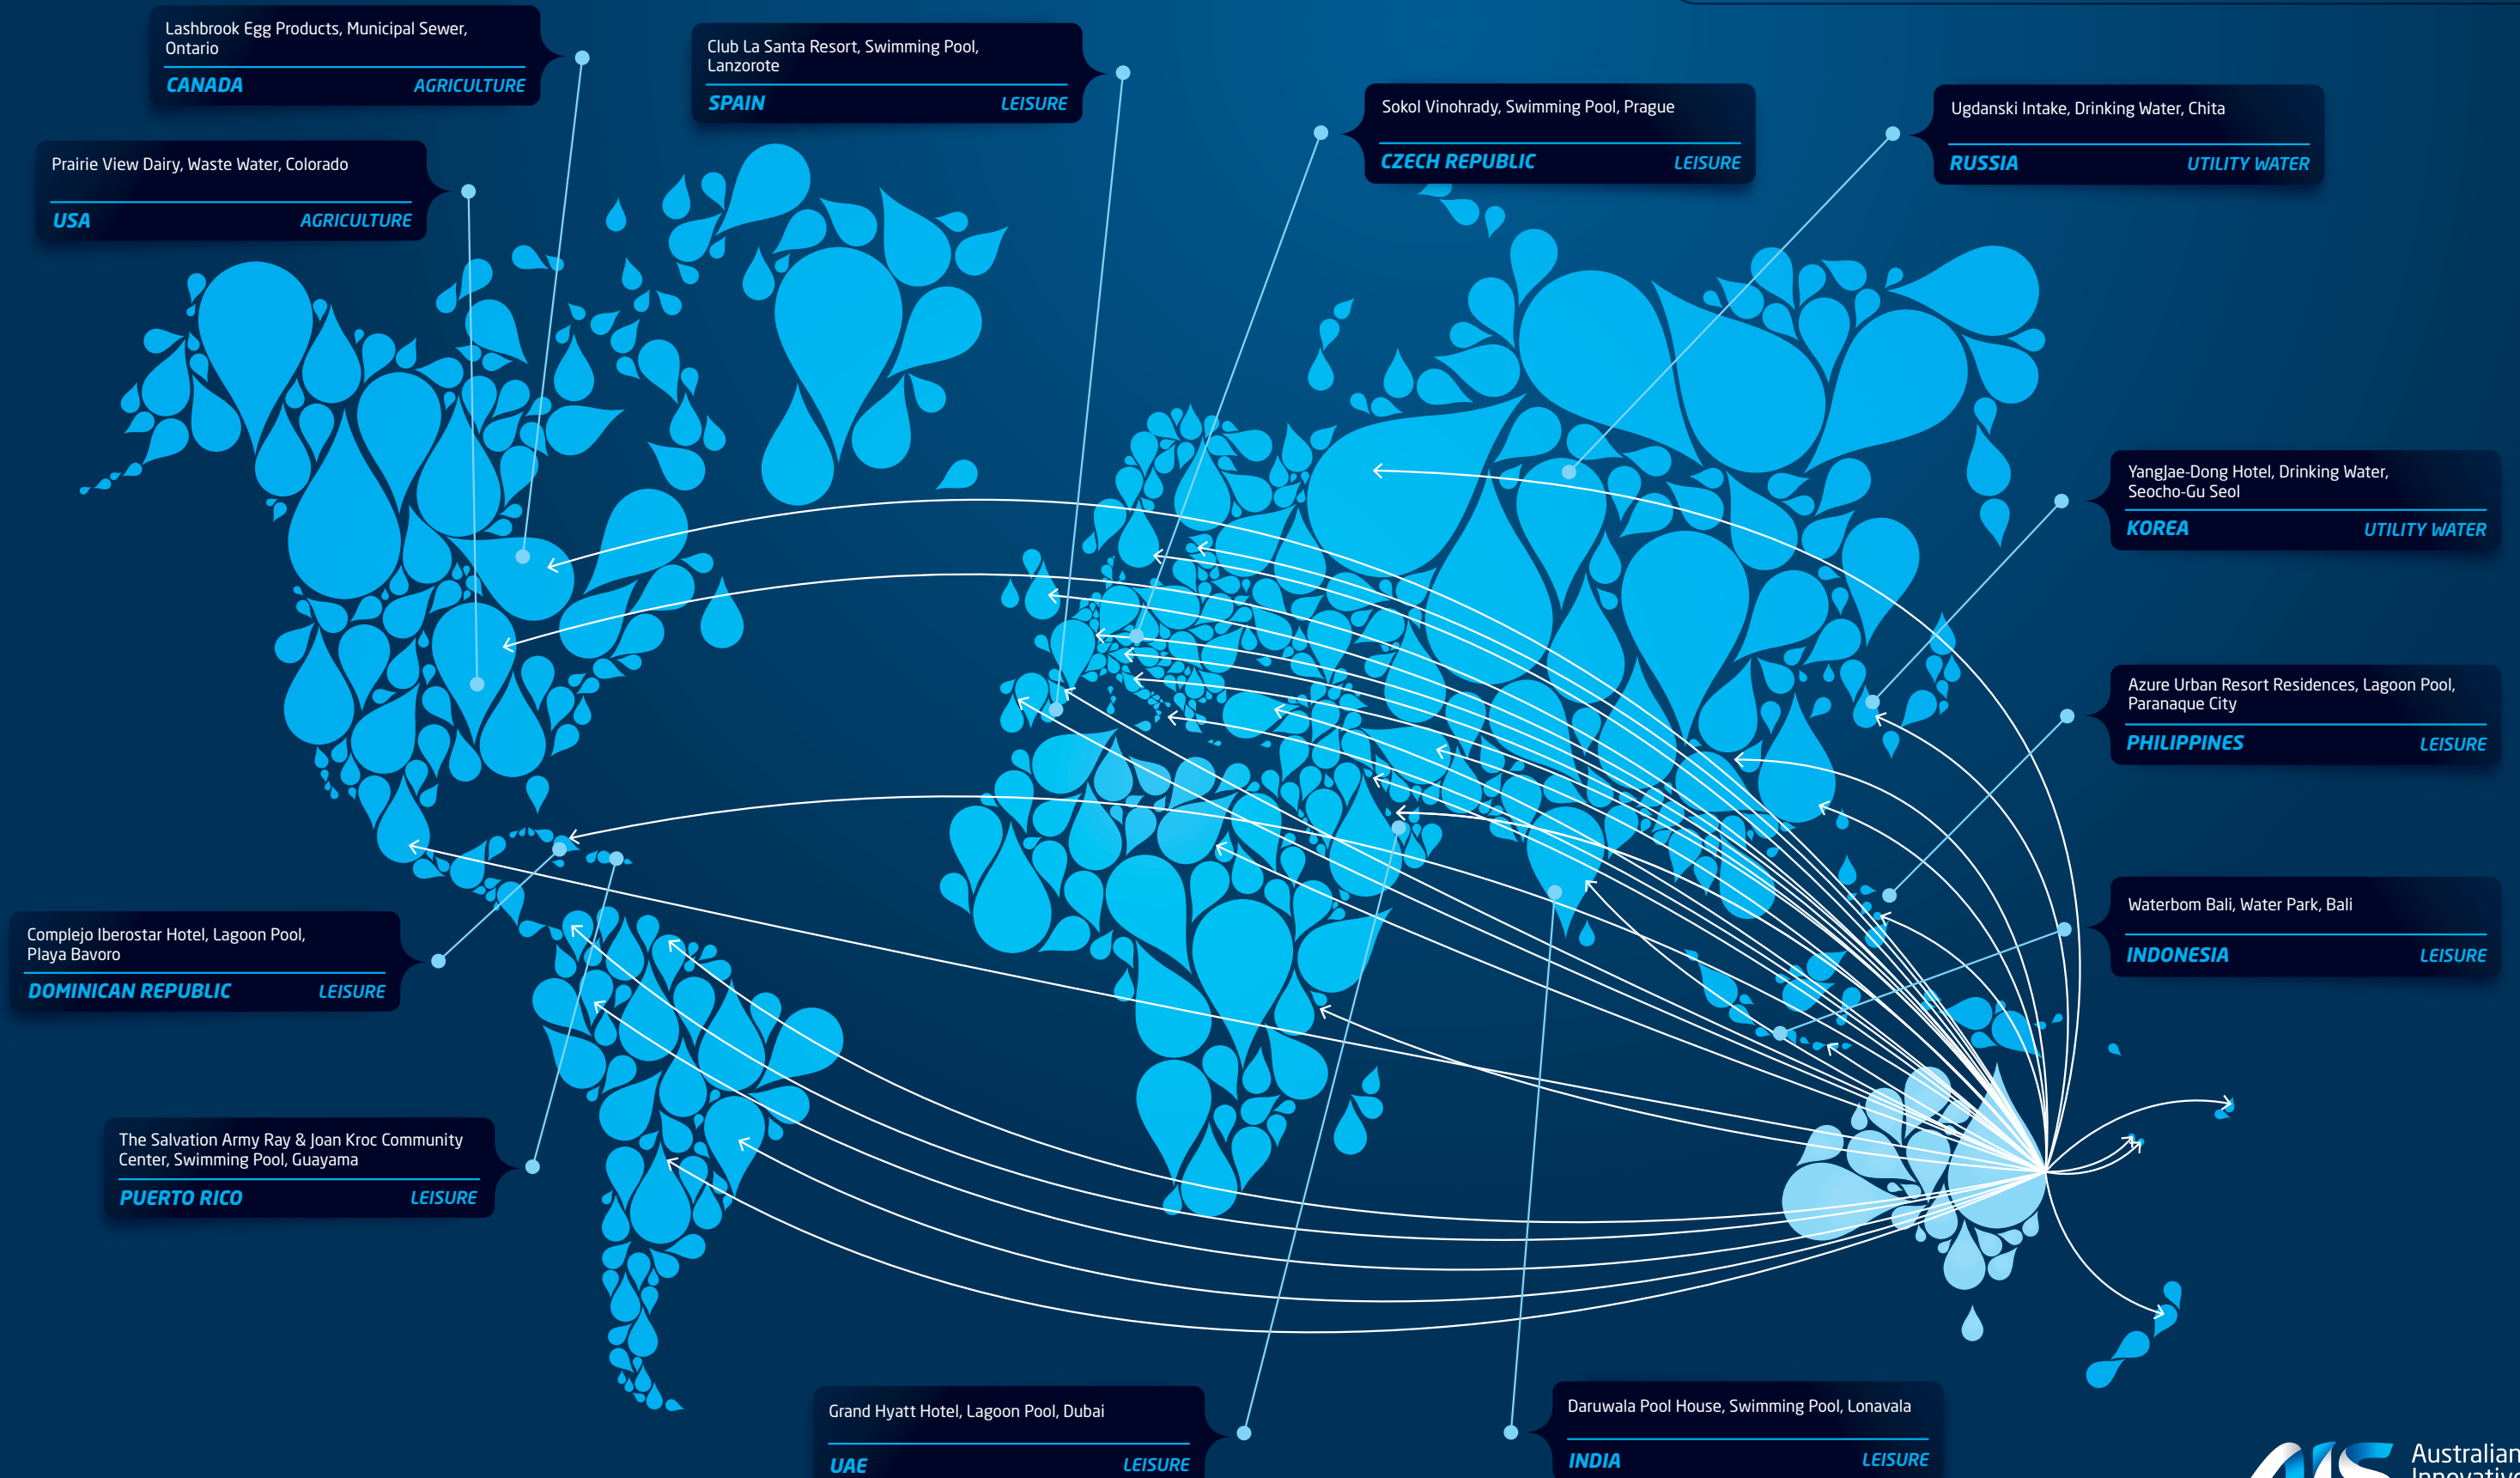 Lashbrook Egg Products, Municipal Sewer,
Ontario
CANADA AGRICULTURE
Club La Santa Resort, Swimming Pool,
Lanzorote
SPAIN LEISURE
Sokol Vinohrady, Swimming Pool, Prague
CZECH REPUBLIC LEISURE
Ugdanski Intake, Drinking Water, Chita
RUSSIA UTILITY WATER
Prairie View Dairy, Waste Water, Colorado
USA AGRICULTURE
YangJae-Dong Hotel, Drinking Water,
Seocho-Gu Seol
KOREA UTILITY WATER
Azure Urban Resort Residences, Lagoon Pool,
Paranaque City
PHILIPPINES LEISURE
Waterbom Bali, Water Park, Bali
INDONESIA LEISURE
Complejo Iberostar Hotel, Lagoon Pool,
Playa Bavoro
DOMINICAN REPUBLIC LEISURE
The Salvation Army Ray & Joan Kroc Community
Center, Swimming Pool, Guayama
PUERTO RICO LEISURE
Grand Hyatt Hotel, Lagoon Pool, Dubai
UAE LEISURE
Daruwala Pool House, Swimming Pool, Lonavala
INDIA LEISURE
AIS
Australian
Innovative